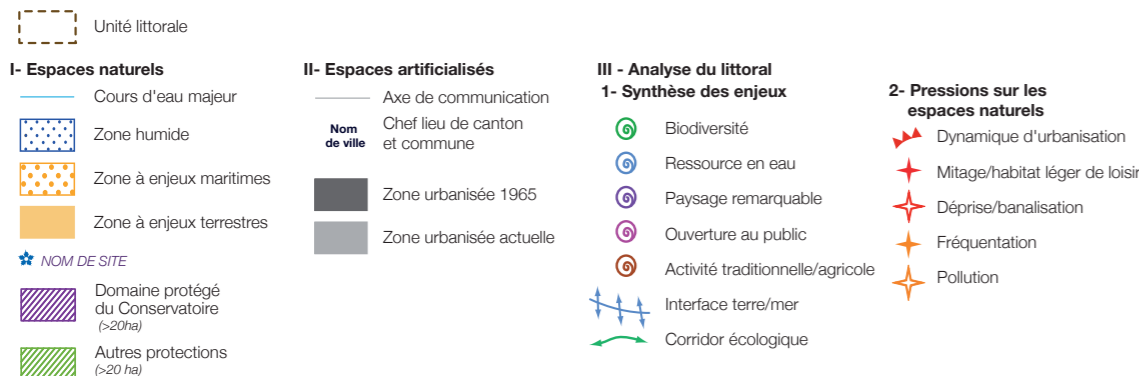 Unité littorale
I- Espaces naturels
Cours d'eau majeur
Zone humide
Zone à enjeux maritimes
Zone à enjeux terrestres
NOM DE SITE
Domaine protégé
du Conservatoire
(>20ha)
Autres protections
(>20 ha)
II- Espaces artificialisés
Axe de communication
Nom
de ville
Chef lieu de canton
et commune
Zone urbanisée 1965
Zone urbanisée actuelle
III - Analyse du littoral
1- Synthèse des enjeux
Biodiversité
Ressource en eau
Paysage remarquable
Ouverture au public
Activité traditionnelle/agricole
Interface terre/mer
Corridor écologique
2- Pressions sur les
espaces naturels
Dynamique d'urbanisation
Mitage/habitat léger de loisir
Déprise/banalisation
Fréquentation
Pollution